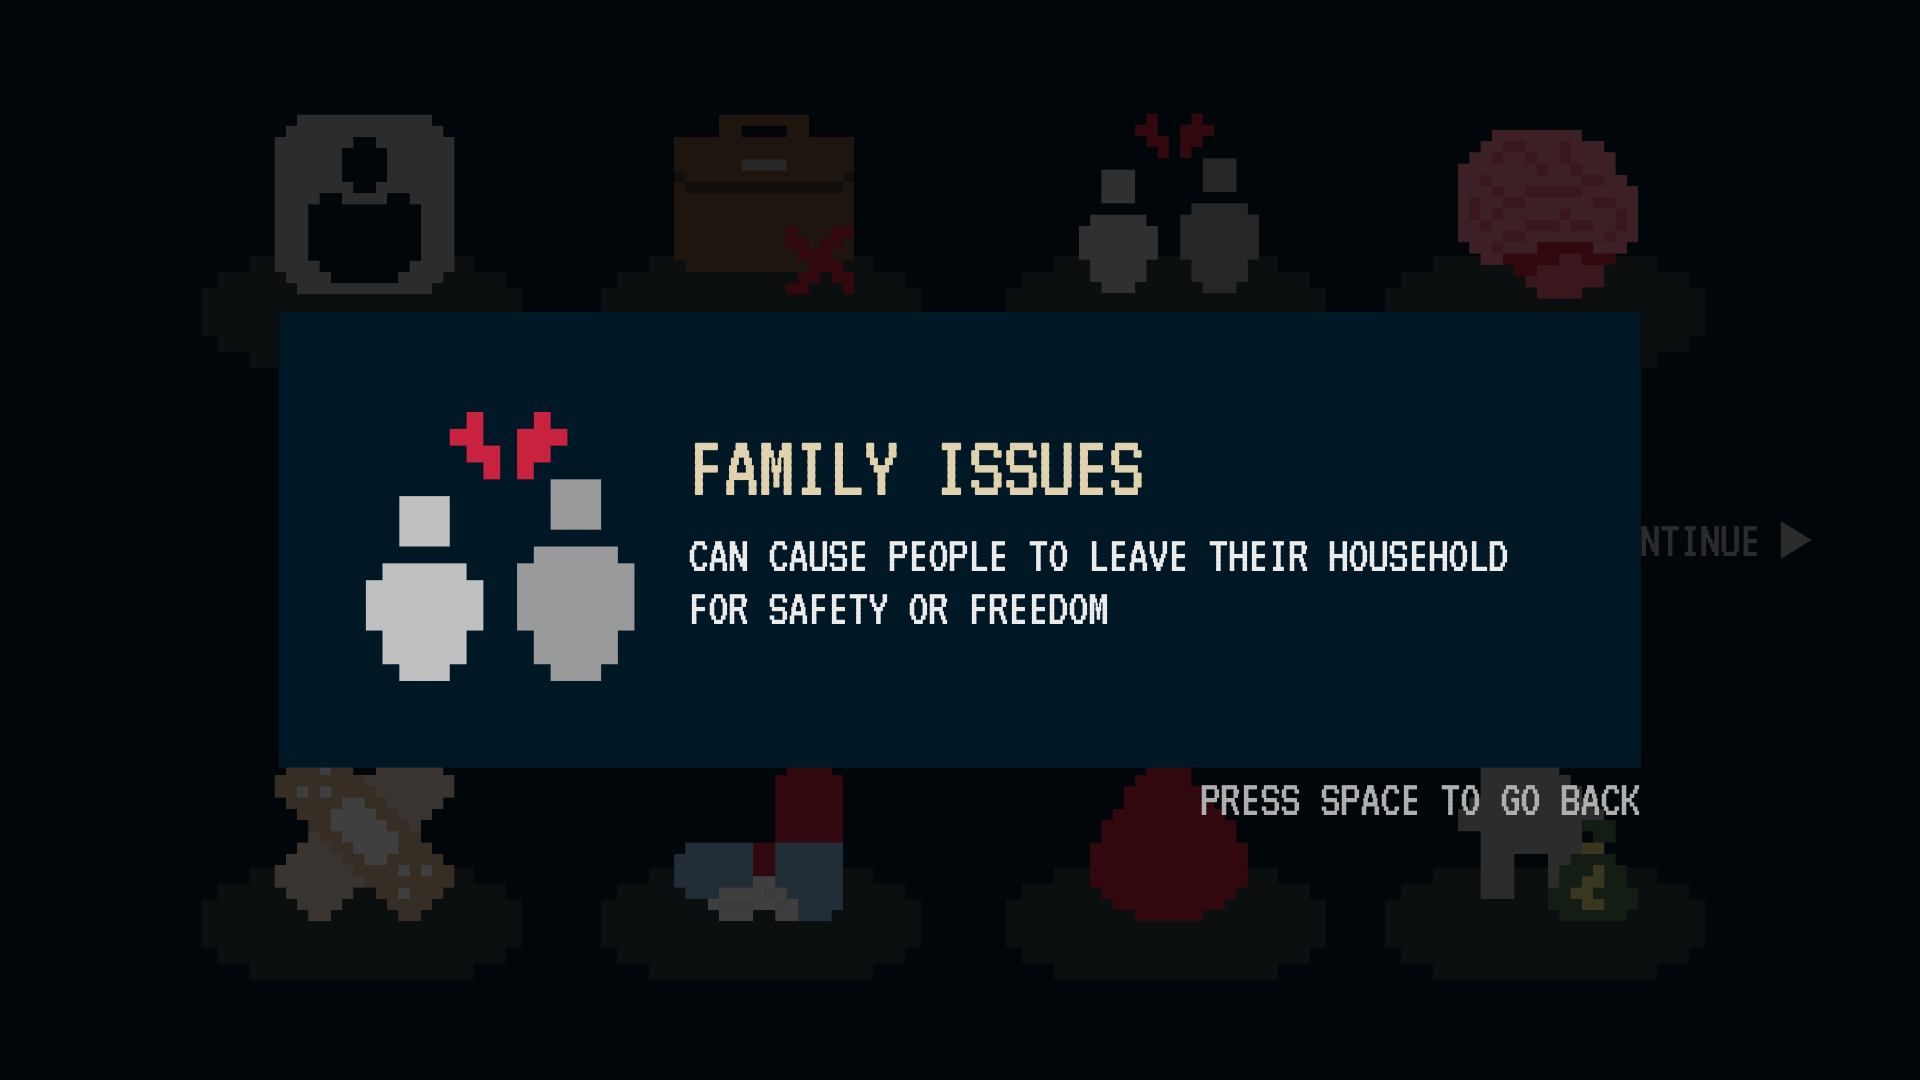 FAMILY ISSUES
CAN CAUSE PEOPLE TO LEAVE THEIR HOUSEHOLD
FOR SAFETY OR FREEDOM
NTINUE
PRESS SPACE TO GO BACK